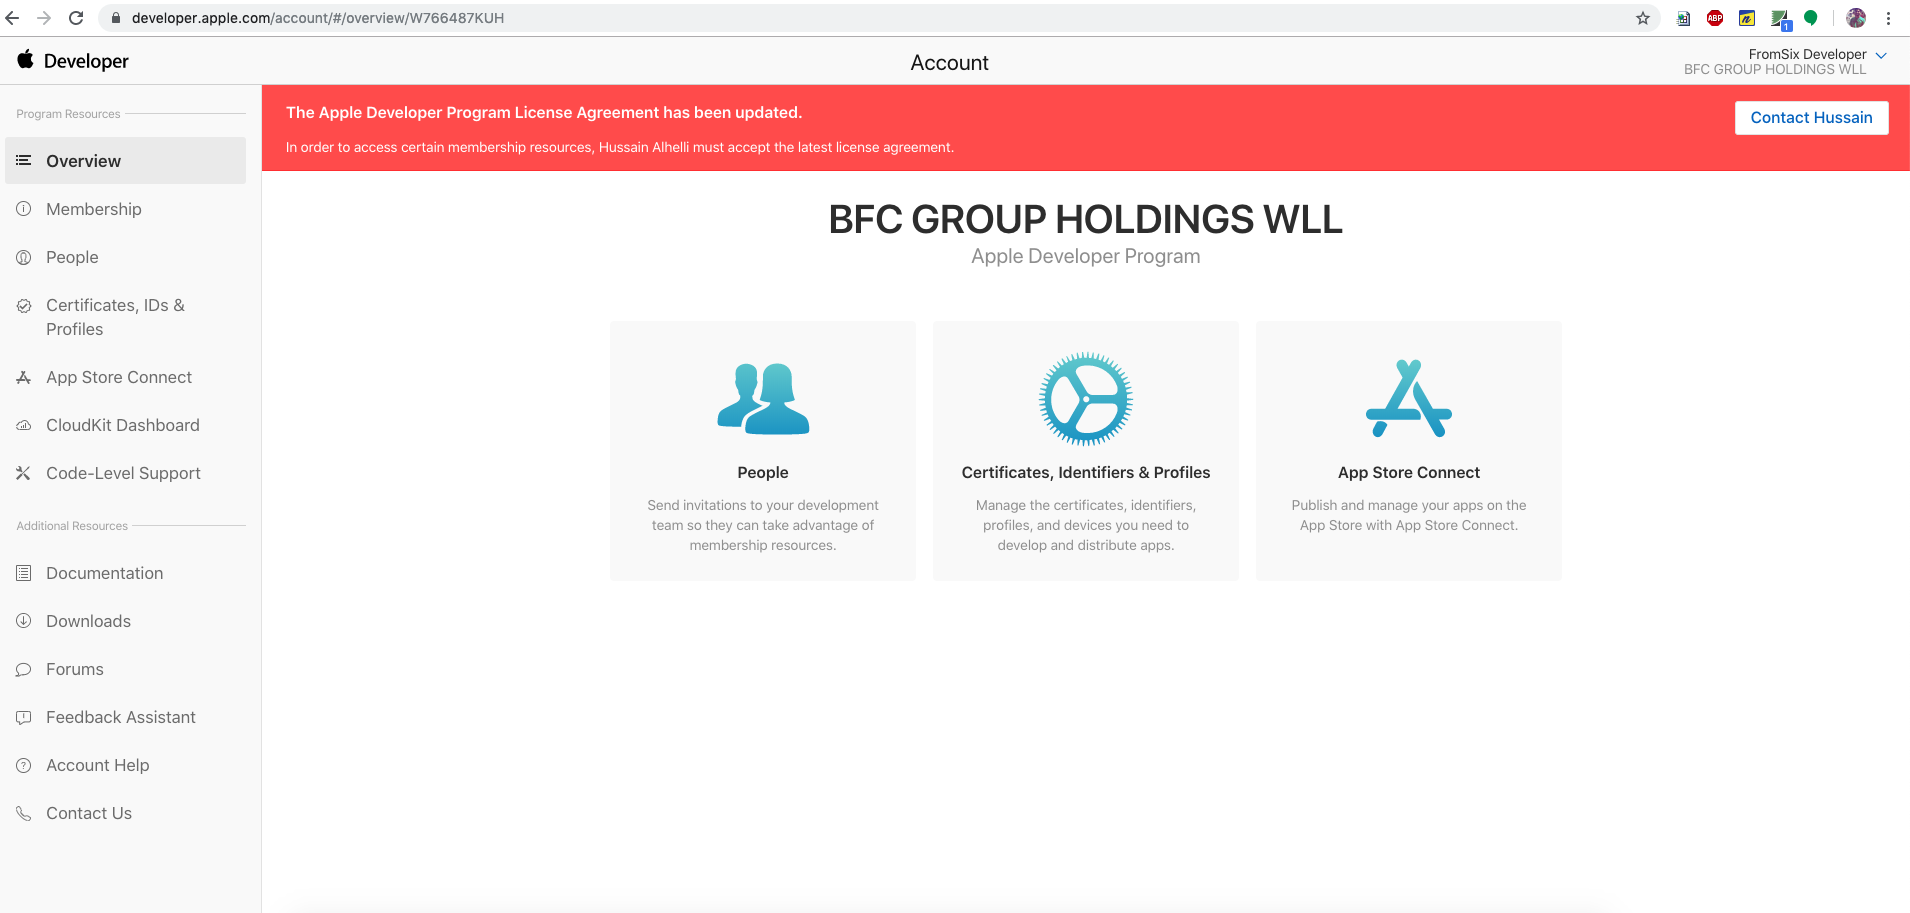 developer.apple.com/account/#/overview/W766487KUH
ABP
n
1
Developer
Account
FromSix Developer
BFC GROUP HOLDINGS WLL
Program Resources
Overview
Membership
People
Certificates, IDs &
Profiles
App Store Connect
CloudKit Dashboard
Code-Level Support
Additional Resources
Documentation
Downloads
Forums
Feedback Assistant
Account Help
Contact Us
The Apple Developer Program License Agreement has been updated.
In order to access certain membership resources, Hussain Alhelli must accept the latest license agreement.
Contact Hussain
BFC GROUP HOLDINGS WLL
Apple Developer Program
People
Send invitations to your development
team so they can take advantage of
membership resources.
Certificates, Identifiers & Profiles
Manage the certificates, identifiers,
profiles, and devices you need to
develop and distribute apps.
App Store Connect
Publish and manage your apps on the
App Store with App Store Connect.